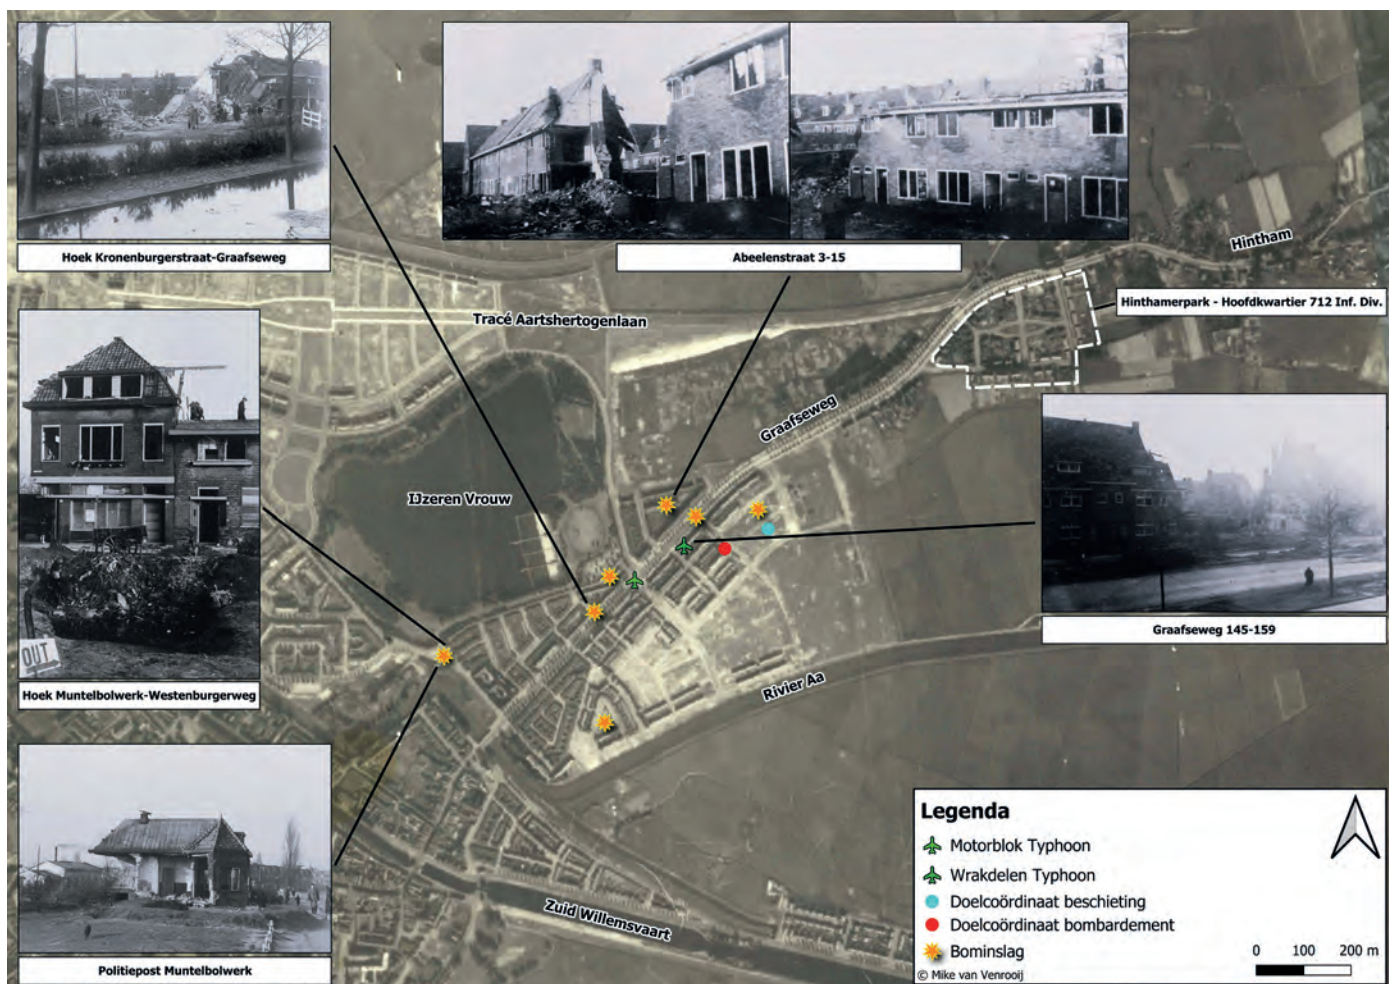 Hoek Kronenburgerstraat-Graafseweg
Abeelenstraat 3-15
Hintham
Hinthamerpark - Hoofdkwartier 712 Inf. Div.
Tracé Aartshertogenlaan
Graafseweg
IJzeren Vrouw
Graafseweg 145-159
OUT
Hoek Muntelbolwerk-Westenburgerweg
Rivier Aa
Zuid Willemsvaart
Politiepost Muntelbolwerk
Legenda
Motorblok Typhoon
Wrakdelen Typhoon
Doelcoördinaat beschieting
Doelcoördinaat bombardement
Bominslag
0 100 200 m
© Mike van Venrooij